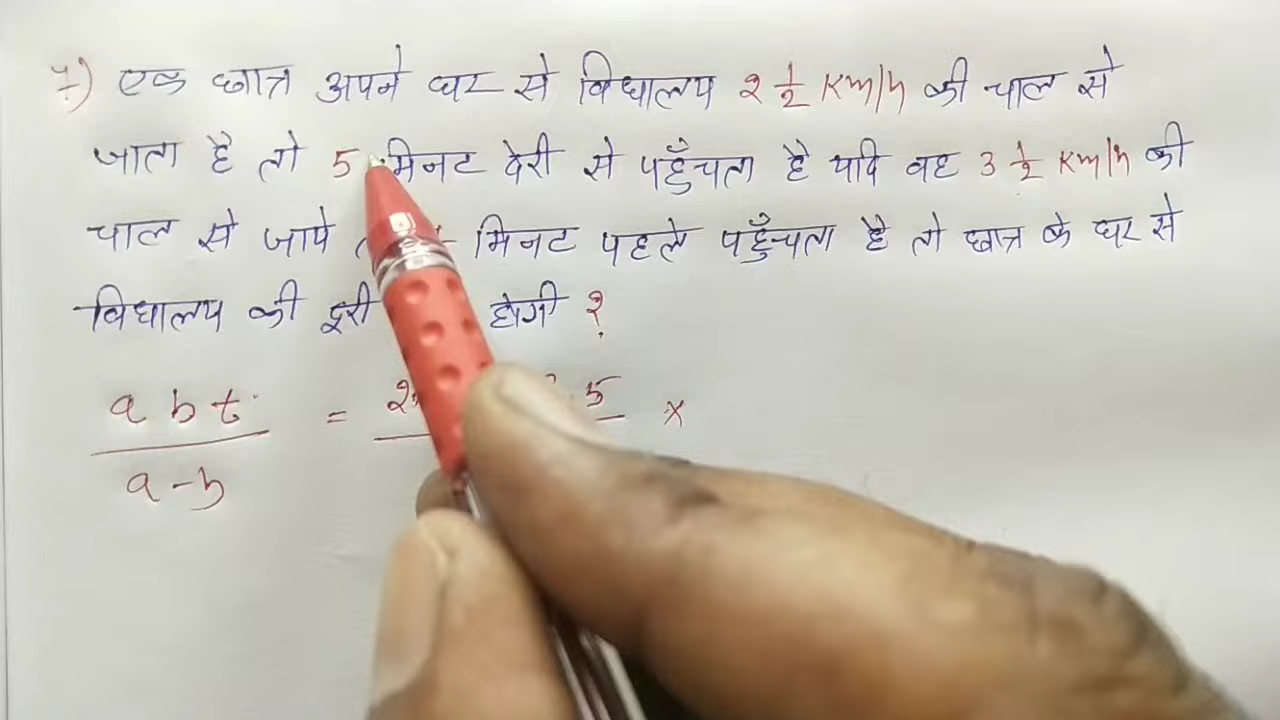 7) एक छात्र अपने घर से विद्यालय 2 1/2 Km/h की चाल से
जाता है तो 5 मिनट देरी से पहुँचता है यदि वह 3 1/2 Km/h की
चाल से जाये मिनट पहले पहुँचता है तो छात्र के घर से
विद्यालय की दूरी होगी ?
a b t = 5 ×
a - b